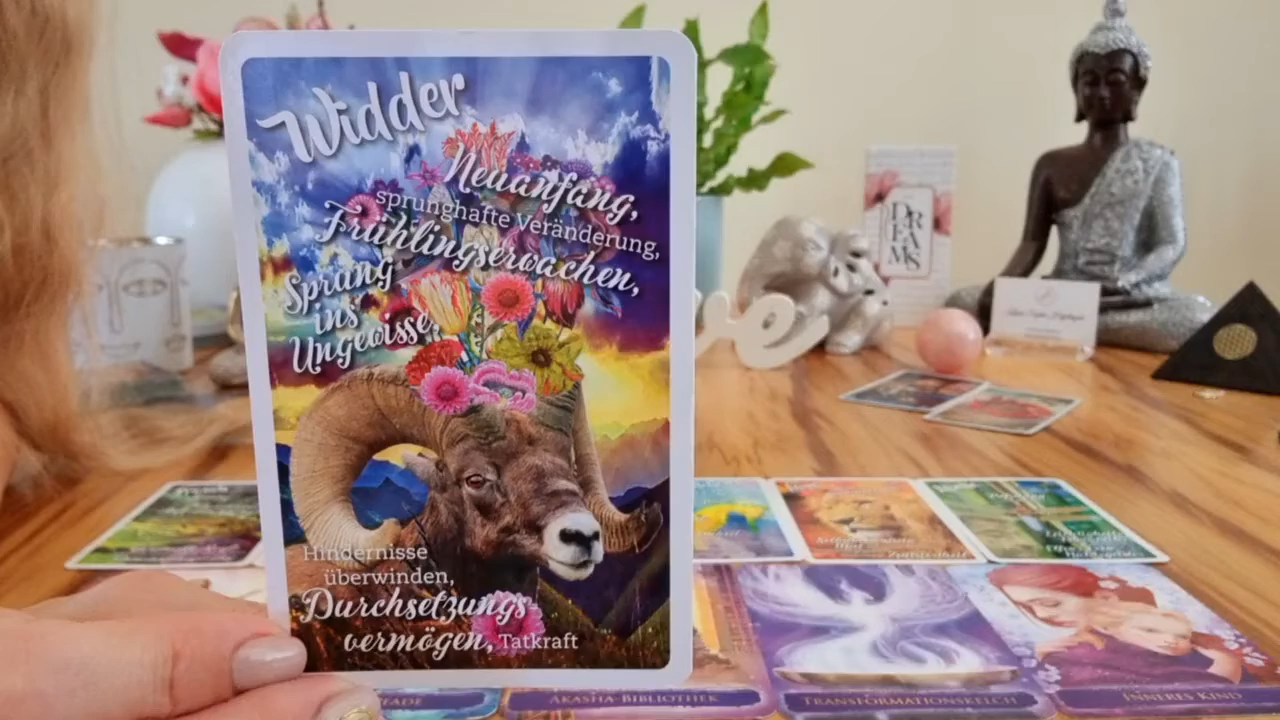 Widder
Neuanfang,
sprunghafte Veränderung,
Frühlingserwachen,
Sprung
ins
Ungewisse,
Hindernisse
überwinden,
Durchsetzungs-
vermögen, Tatkraft
DREAMS
AKASHA-BIBLIOTHEK
TRANSFORMATIONSKELCH
INNERES KIND